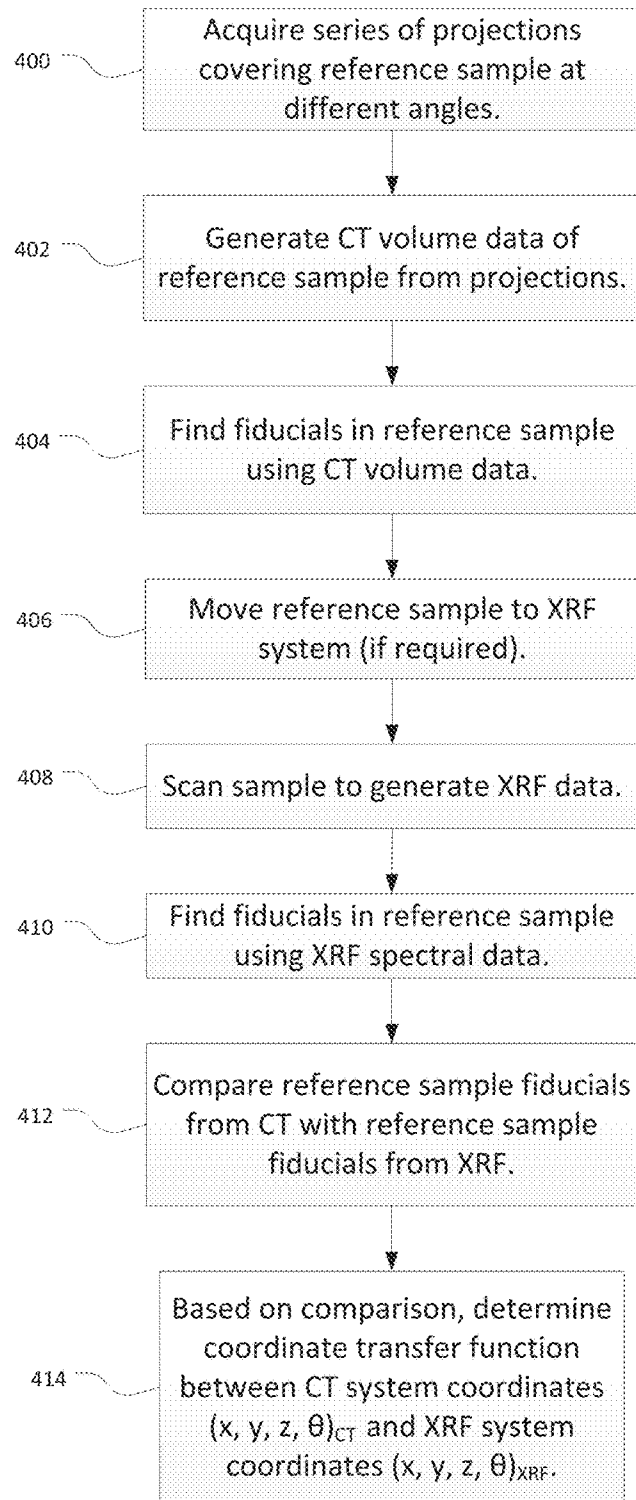 400
Acquire series of projections
covering reference sample at
different angles.
402
Generate CT volume data of
reference sample from projections.
404
Find fiducials in reference sample
using CT volume data.
406
Move reference sample to XRF
system (if required).
408
Scan sample to generate XRF data.
410
Find fiducials in reference sample
using XRF spectral data.
412
Compare reference sample fiducials
from CT with reference sample
fiducials from XRF.
414
Based on comparison, determine
coordinate transfer function
between CT system coordinates
(x, y, z, θ)CT and XRF system
coordinates (x, y, z, θ)XRF.